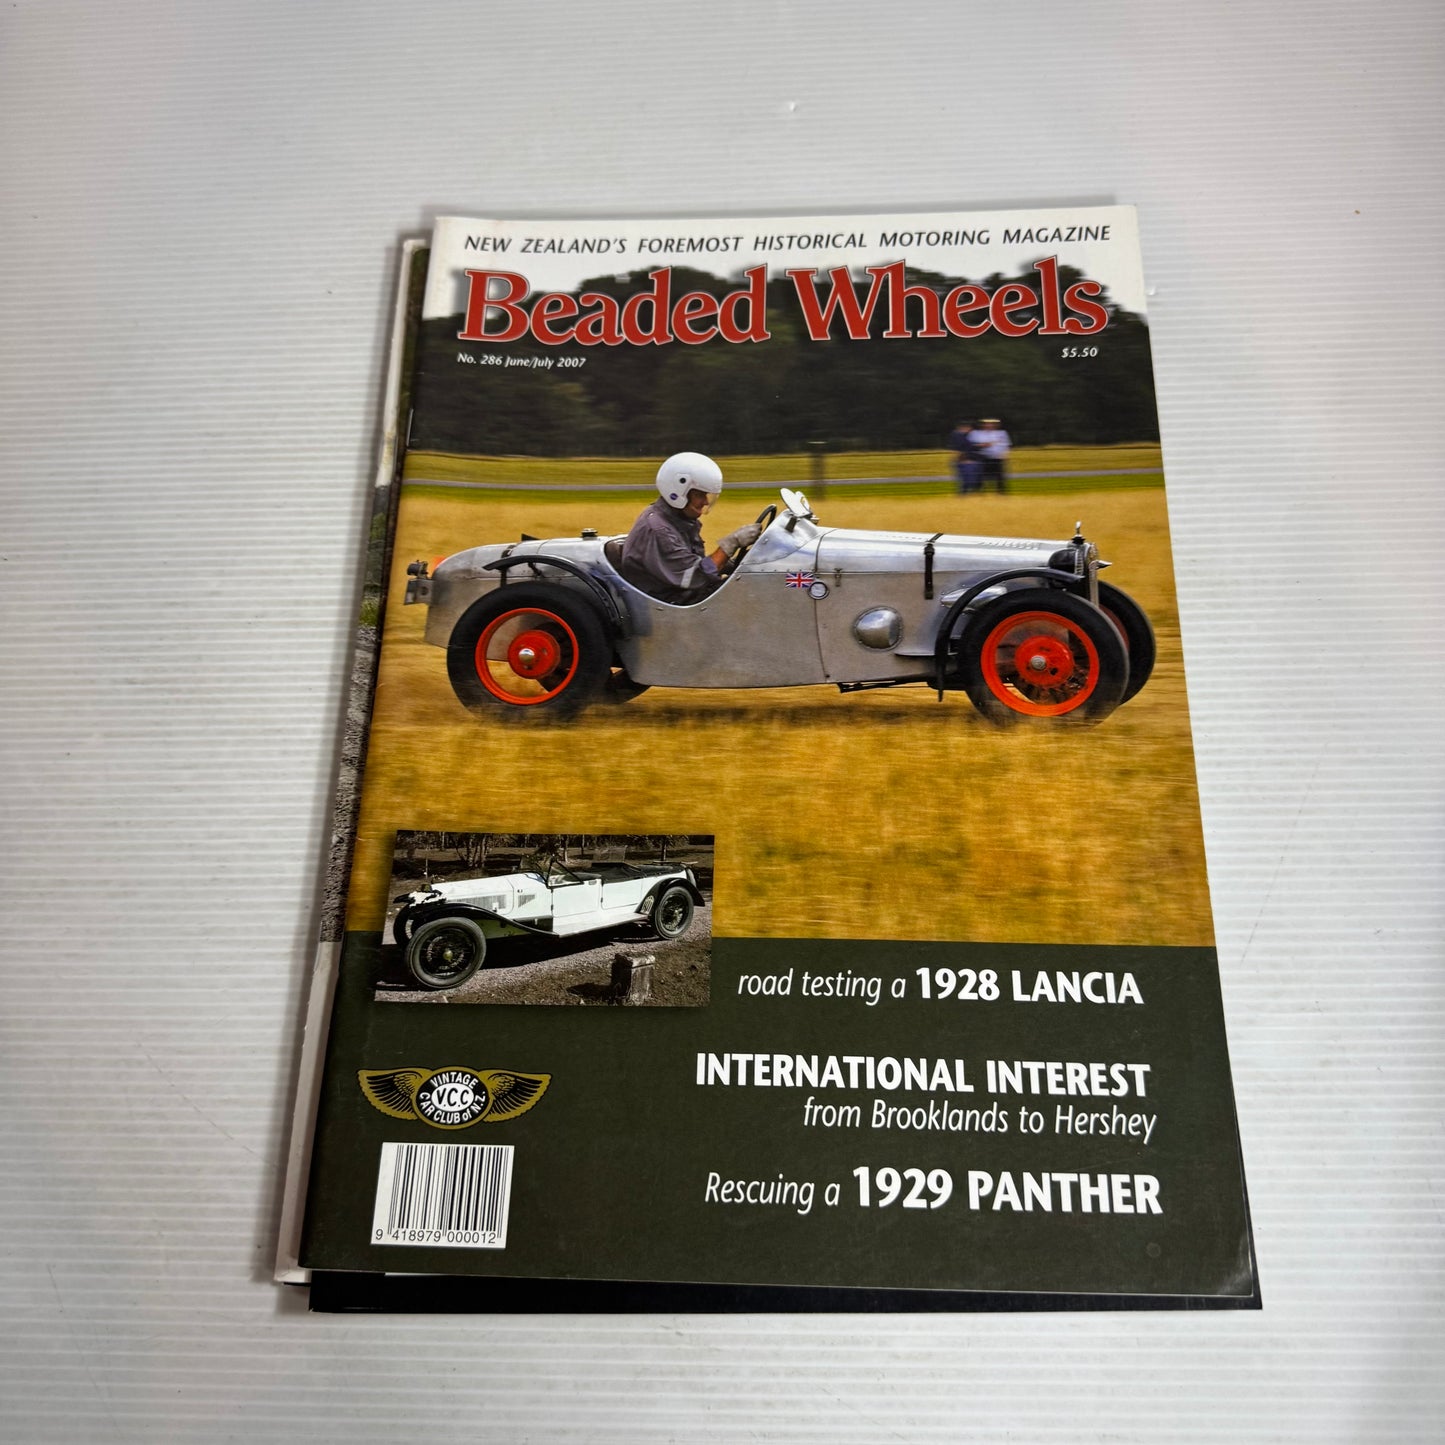 NEW ZEALAND'S FOREMOST HISTORICAL MOTORING MAGAZINE
Beaded Wheels
No. 286 June/July 2007
$5.50
road testing a 1928 LANCIA
INTERNATIONAL INTEREST
from Brooklands to Hershey
Rescuing a 1929 PANTHER
VINTAGE
V.C.C
CAR CLUB of N.Z.
9 418979 000012